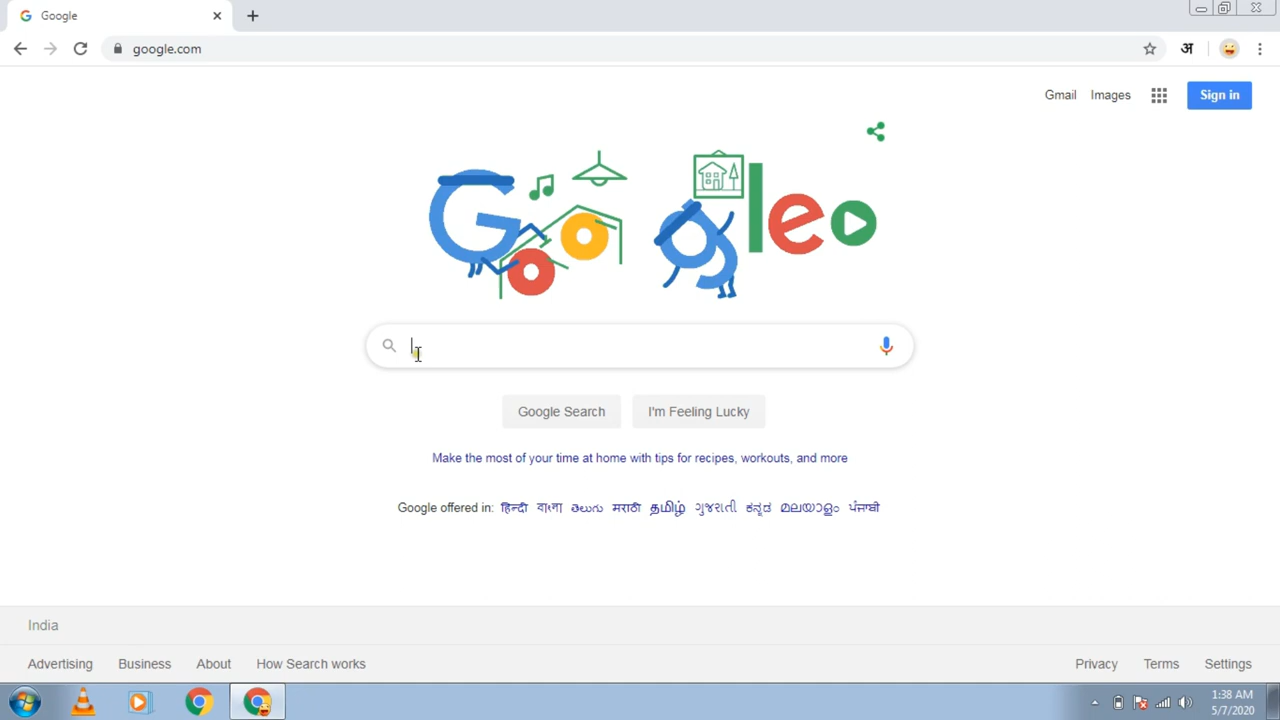 Google
google.com
अ
Gmail Images Sign in
Google
Google Search I'm Feeling Lucky
Make the most of your time at home with tips for recipes, workouts, and more
Google offered in: हिन्दी বাংলা తెలుగు मराठी தமிழ் ગુજરાતી ಕನ್ನಡ മലയാളം ਪੰਜਾਬੀ
India
Advertising Business About How Search works Privacy Terms Settings
1:38 AM
5/7/2020